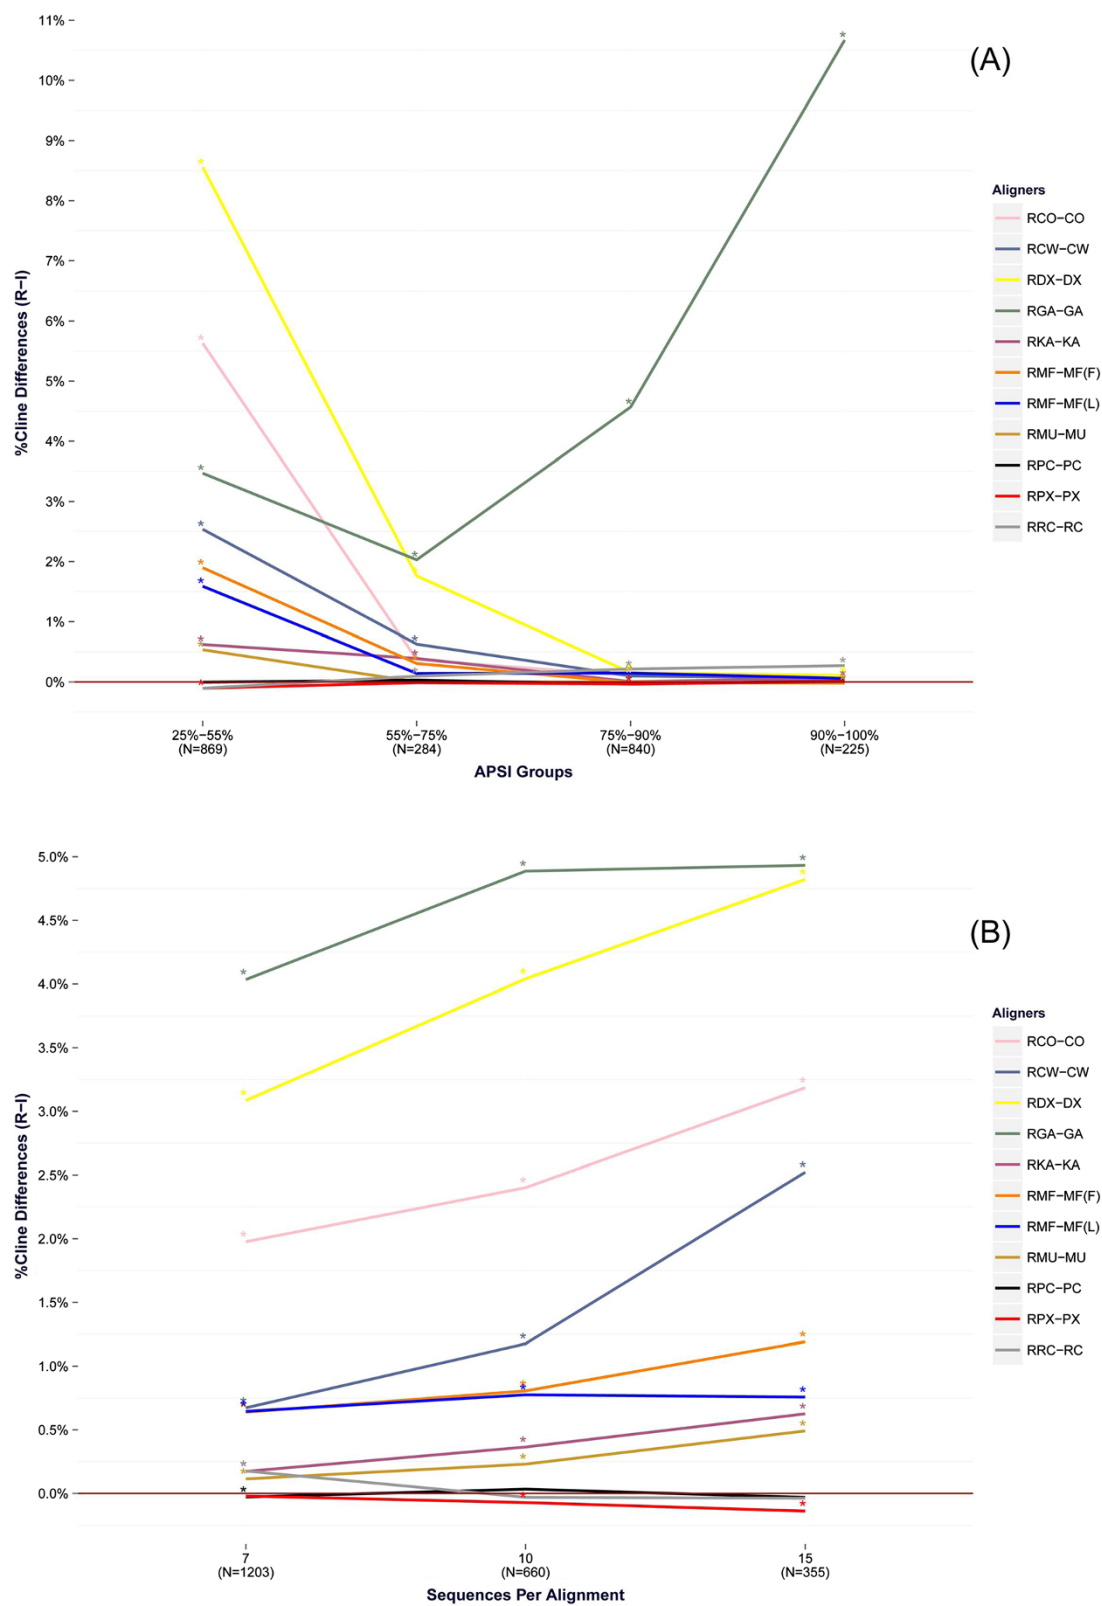 11%
10%
9%
8%
7%
6%
5%
4%
3%
2%
1%
0%
%Cline Differences (R−I)
(A)
Aligners
RCO−CO
RCW−CW
RDX−DX
RGA−GA
RKA−KA
RMF−MF(F)
RMF−MF(L)
RMU−MU
RPC−PC
RPX−PX
RRC−RC
25%−55% 55%−75% 75%−90% 90%−100%
(N=869) (N=284) (N=840) (N=225)
APSI Groups
5.0%
4.5%
4.0%
3.5%
3.0%
2.5%
2.0%
1.5%
1.0%
0.5%
0.0%
%Cline Differences (R−I)
(B)
Aligners
RCO−CO
RCW−CW
RDX−DX
RGA−GA
RKA−KA
RMF−MF(F)
RMF−MF(L)
RMU−MU
RPC−PC
RPX−PX
RRC−RC
7 10 15
(N=1203) (N=660) (N=355)
Sequences Per Alignment